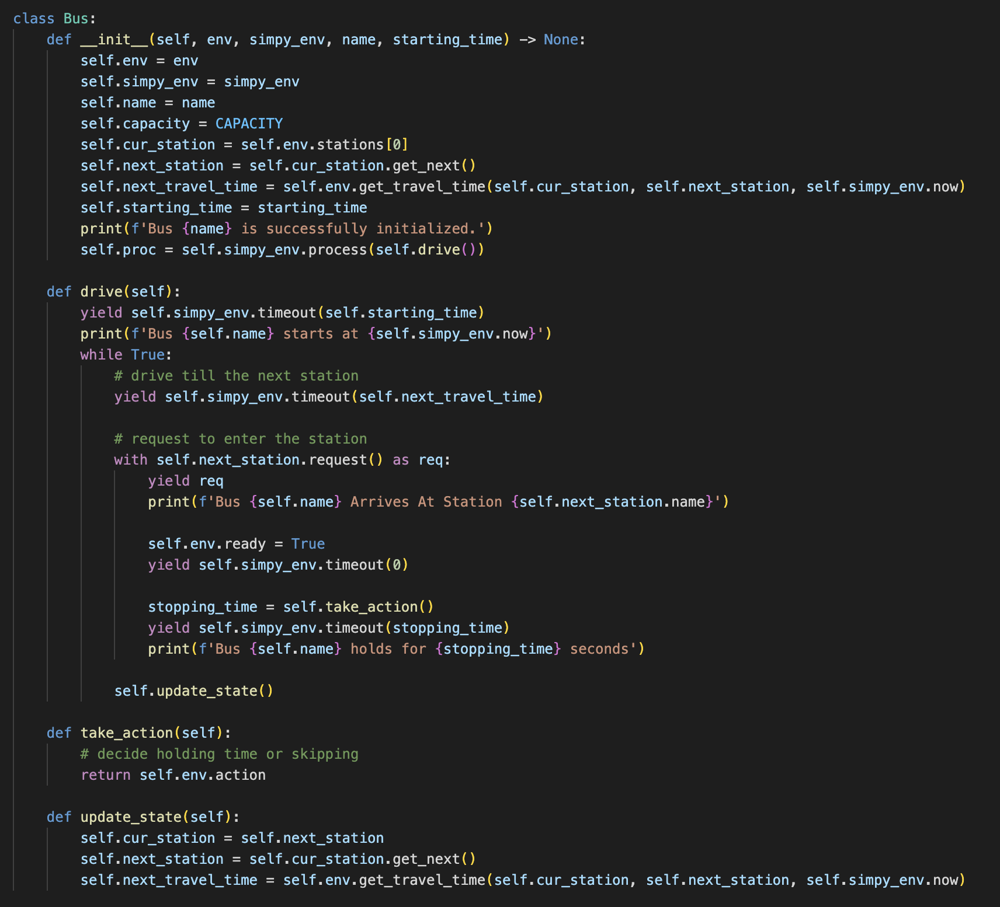 class Bus:
    def __init__(self, env, simpy_env, name, starting_time) -> None:
        self.env = env
        self.simpy_env = simpy_env
        self.name = name
        self.capacity = CAPACITY
        self.cur_station = self.env.stations[0]
        self.next_station = self.cur_station.get_next()
        self.next_travel_time = self.env.get_travel_time(self.cur_station, self.next_station, self.simpy_env.now)
        self.starting_time = starting_time
        print(f'Bus {name} is successfully initialized.')
        self.proc = self.simpy_env.process(self.drive())

    def drive(self):
        yield self.simpy_env.timeout(self.starting_time)
        print(f'Bus {self.name} starts at {self.simpy_env.now}')
        while True:
            # drive till the next station
            yield self.simpy_env.timeout(self.next_travel_time)

            # request to enter the station
            with self.next_station.request() as req:
                yield req
                print(f'Bus {self.name} Arrives At Station {self.next_station.name}')

                self.env.ready = True
                yield self.simpy_env.timeout(0)

                stopping_time = self.take_action()
                yield self.simpy_env.timeout(stopping_time)
                print(f'Bus {self.name} holds for {stopping_time} seconds')

            self.update_state()

    def take_action(self):
        # decide holding time or skipping
        return self.env.action

    def update_state(self):
        self.cur_station = self.next_station
        self.next_station = self.cur_station.get_next()
        self.next_travel_time = self.env.get_travel_time(self.cur_station, self.next_station, self.simpy_env.now)